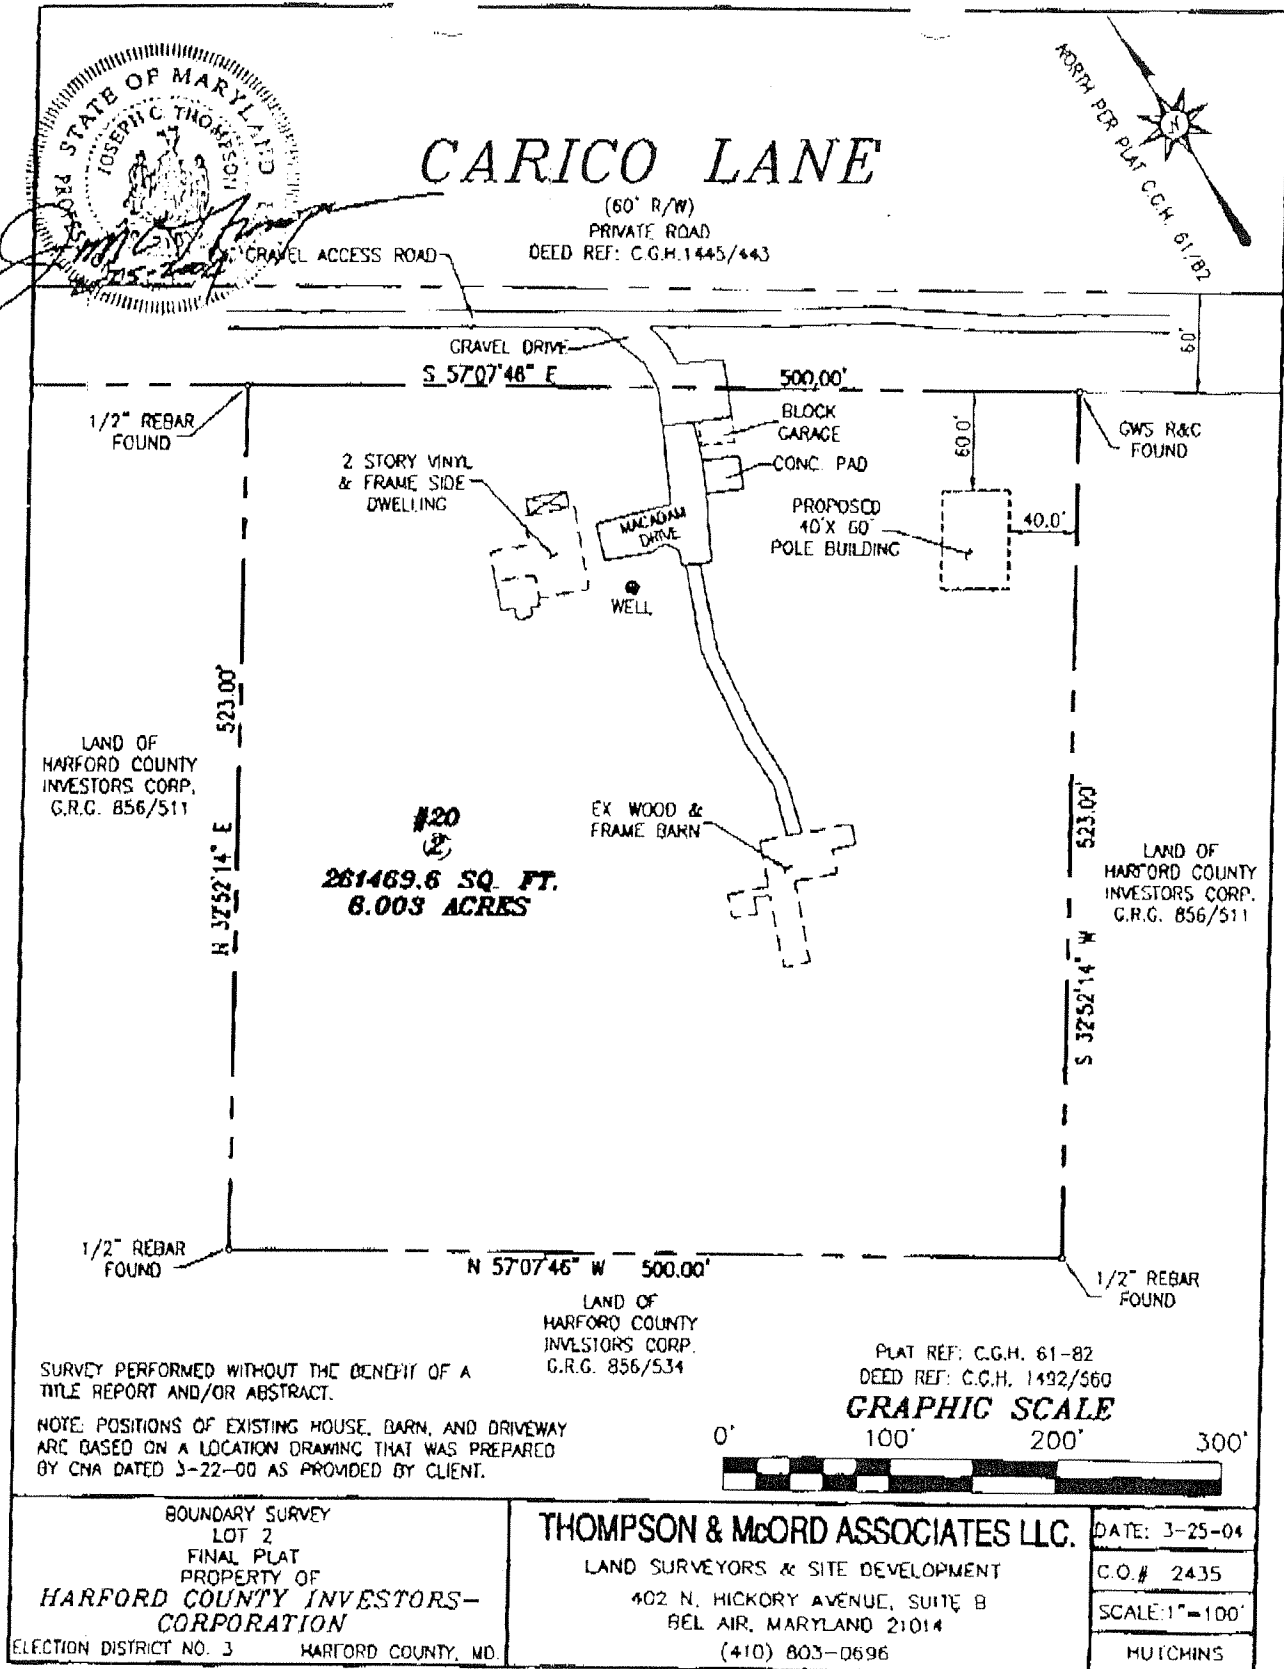 STATE OF MARYLAND
JOSEPH C. THOMPSON
NORTH PER PLAT C.G.H. 61/82
N
CARICO LANE
(60' R/W)
PRIVATE ROAD
DEED REF: C.G.H.1445/443
GRAVEL ACCESS ROAD
60'
GRAVEL DRIVE
S 57°07'46" E
500.00'
1/2" REBAR
FOUND
BLOCK
GARAGE
60.0'
GWS R&C
FOUND
2 STORY VINYL
& FRAME SIDE
DWELLING
CONC. PAD
MACADAM
DRIVE
PROPOSED
40'X 60'
POLE BUILDING
40.0'
WELL
N 32°52'14" E 523.00'
LAND OF
HARFORD COUNTY
INVESTORS CORP.
G.R.G. 856/511
#20
2
261469.6 SQ. FT.
6.003 ACRES
EX WOOD &
FRAME BARN
S 32°52'14" W 523.00'
LAND OF
HARFORD COUNTY
INVESTORS CORP.
G.R.G. 856/511
1/2" REBAR
FOUND
N 57°07'46" W 500.00'
1/2" REBAR
FOUND
LAND OF
HARFORD COUNTY
INVESTORS CORP.
G.R.G. 856/534
SURVEY PERFORMED WITHOUT THE BENEFIT OF A
TITLE REPORT AND/OR ABSTRACT.
NOTE: POSITIONS OF EXISTING HOUSE, BARN, AND DRIVEWAY
ARE BASED ON A LOCATION DRAWING THAT WAS PREPARED
BY CNA DATED 3-22-00 AS PROVIDED BY CLIENT.
PLAT REF: C.G.H. 61-82
DEED REF: C.G.H. 1492/560
GRAPHIC SCALE
0' 100' 200' 300'
BOUNDARY SURVEY
LOT 2
FINAL PLAT
PROPERTY OF
HARFORD COUNTY INVESTORS-
CORPORATION
ELECTION DISTRICT NO. 3 HARFORD COUNTY, MD.
THOMPSON & McCORD ASSOCIATES LLC.
LAND SURVEYORS & SITE DEVELOPMENT
402 N. HICKORY AVENUE, SUITE B
BEL AIR, MARYLAND 21014
(410) 803-0696
DATE: 3-25-04
C.O.# 2435
SCALE:1"=100'
HUTCHINS